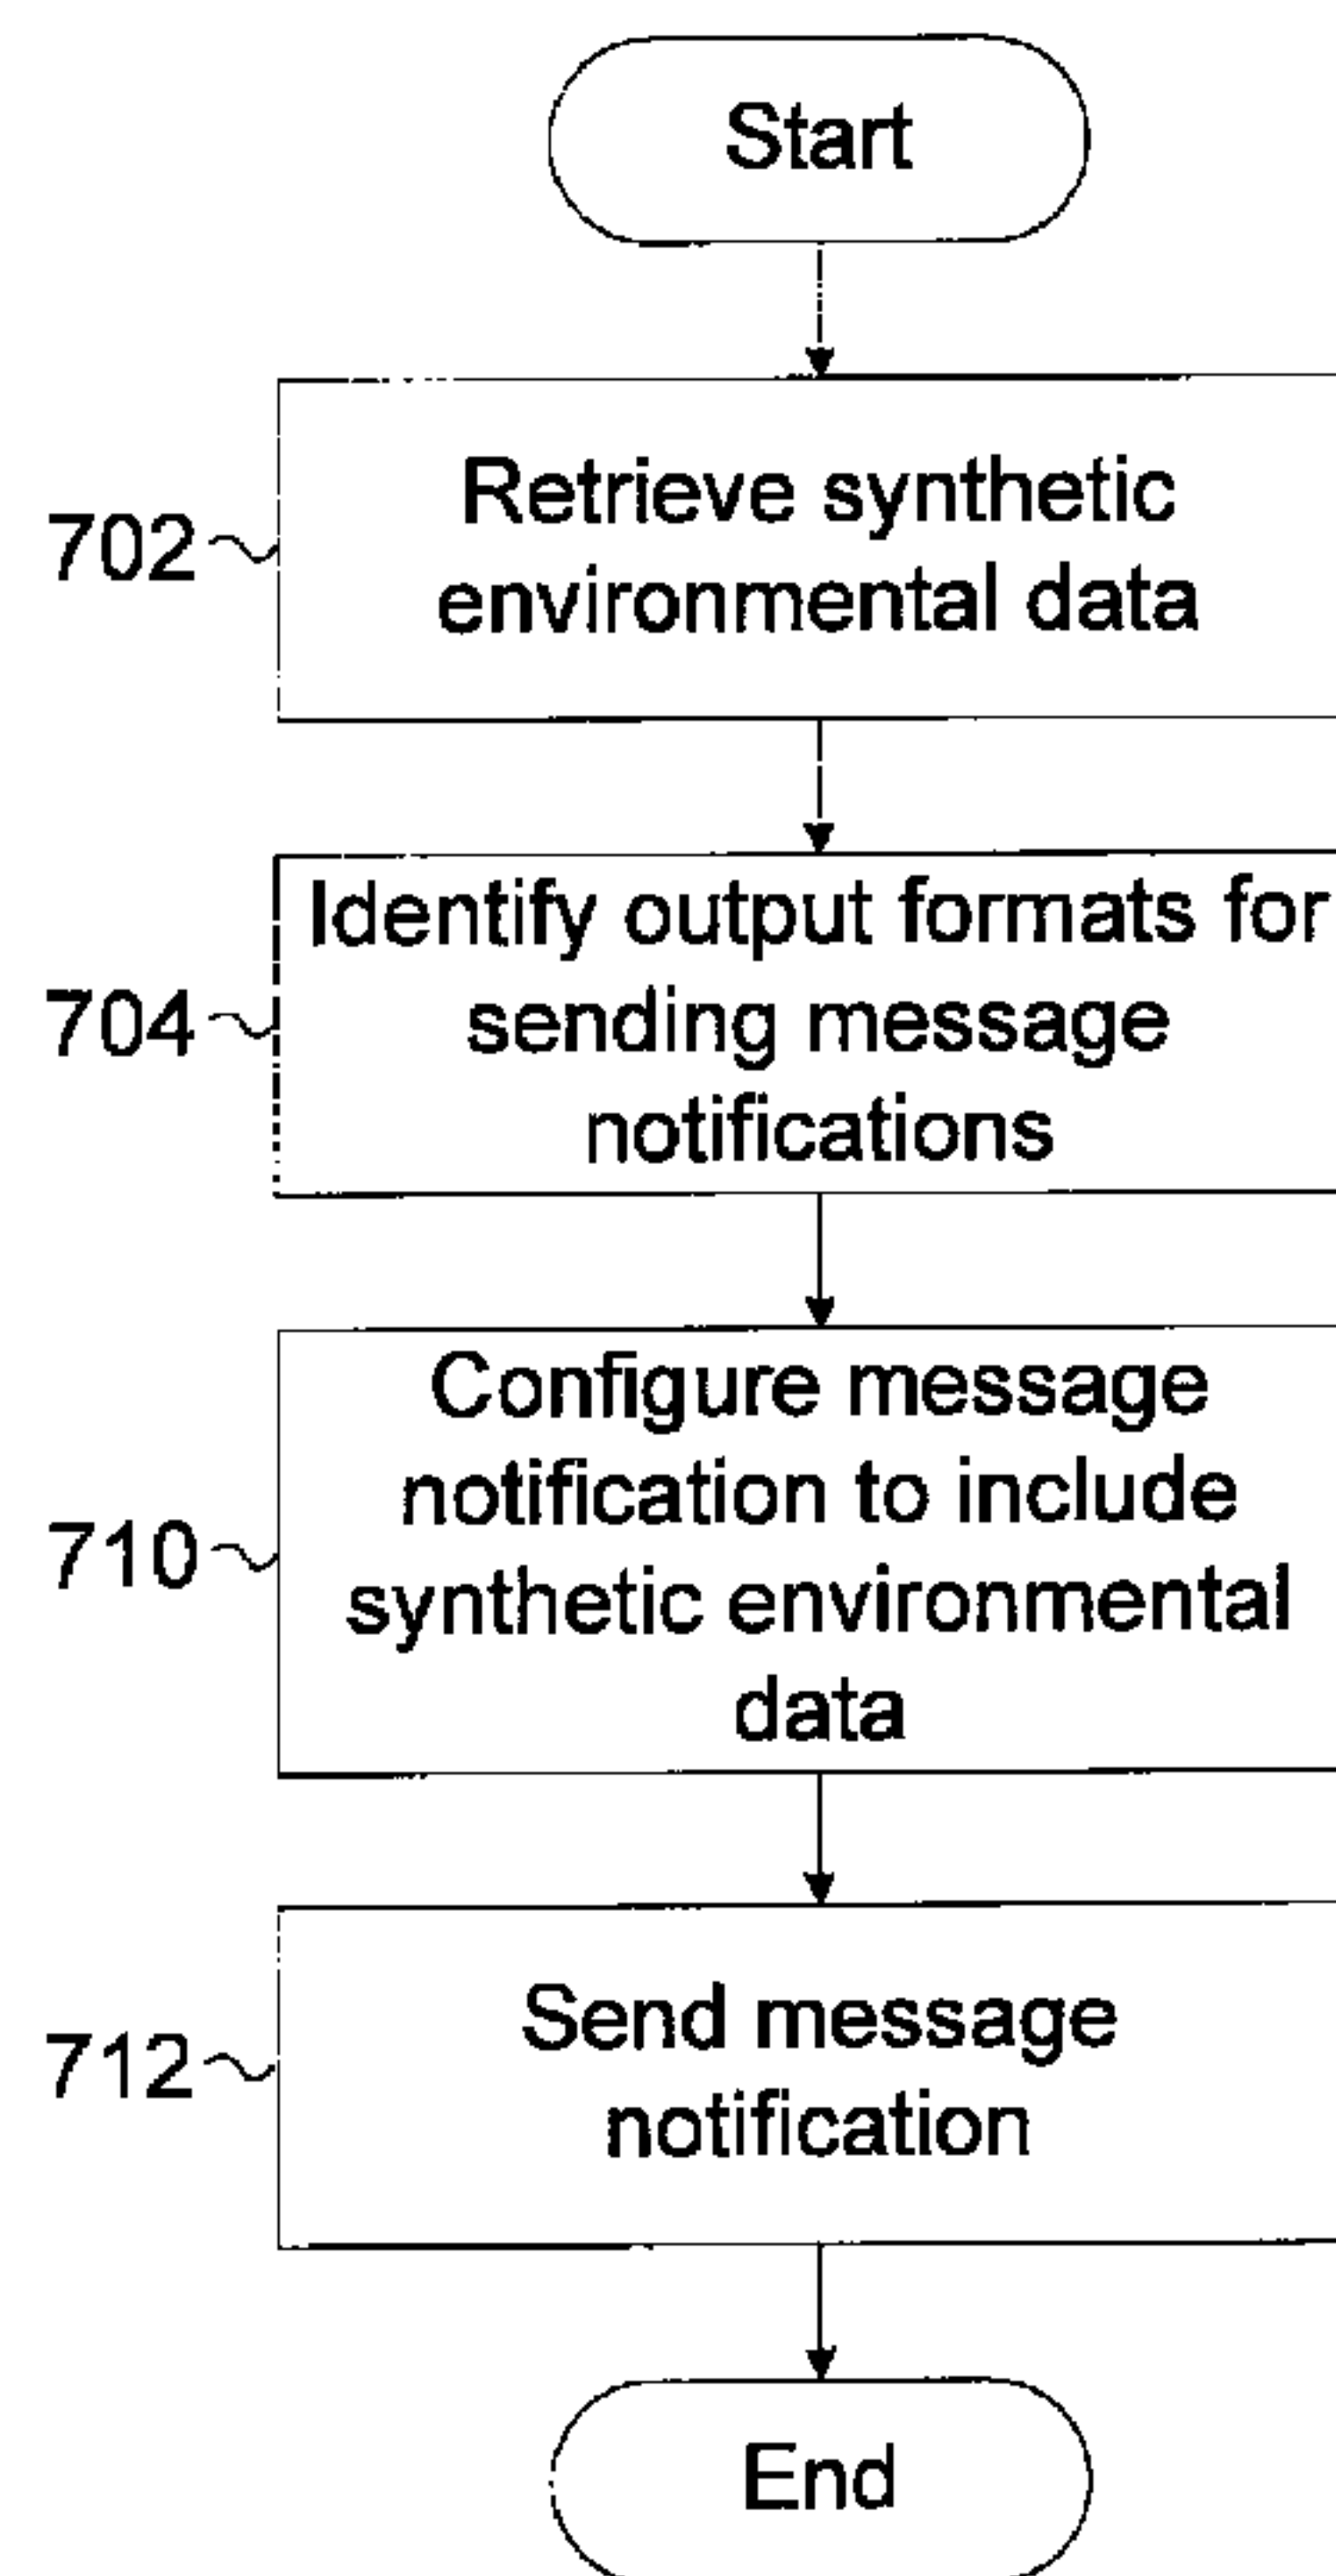 Start
702
Retrieve synthetic
environmental data
704
Identify output formats for
sending message
notifications
710
Configure message
notification to include
synthetic environmental
data
712
Send message
notification
End